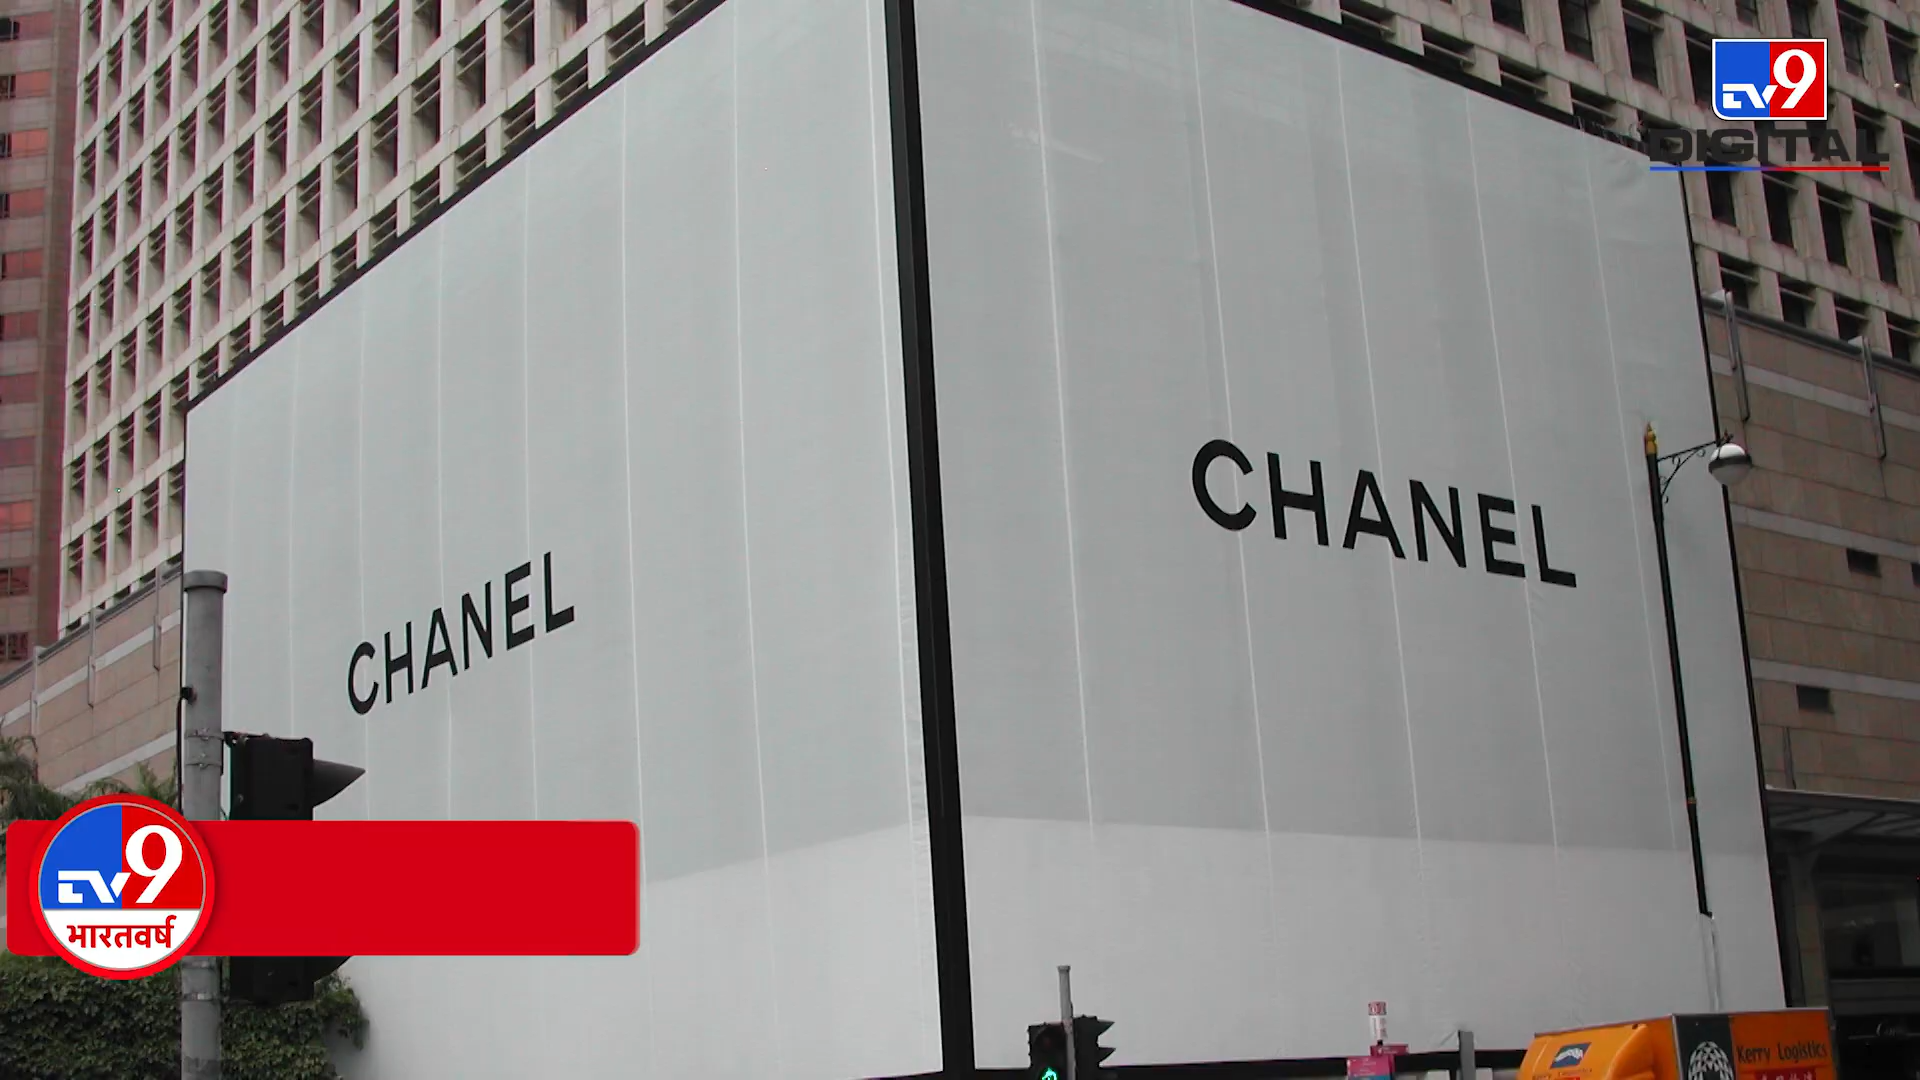 TV9
DIGITAL
CHANEL
CHANEL
TV9
भारतवर्ष
Kerry Logistics